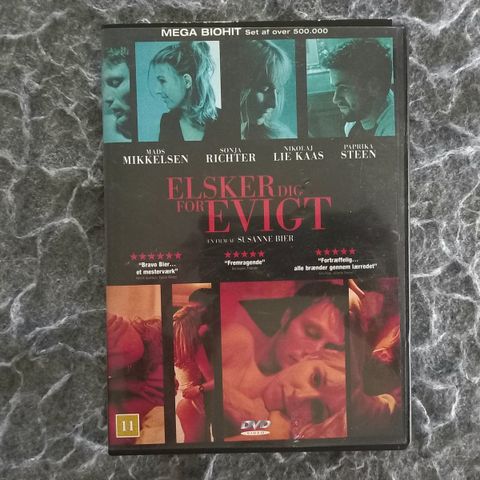 MEGA BIOHIT Set af over 500.000
MADS MIKKELSEN
SONJA RICHTER
NIKOLAJ LIE KAAS
PAPRIKA STEEN
ELSKER DIG
FOR EVIGT
EN FILM AF SUSANNE BIER
★★★★★★
"Bravo Bier...
et mesterværk"
★★★★★
"Fremragende"
★★★★★★
"Fortræffelig...
alle brænder gennem lærredet"
11
DVD
VIDEO